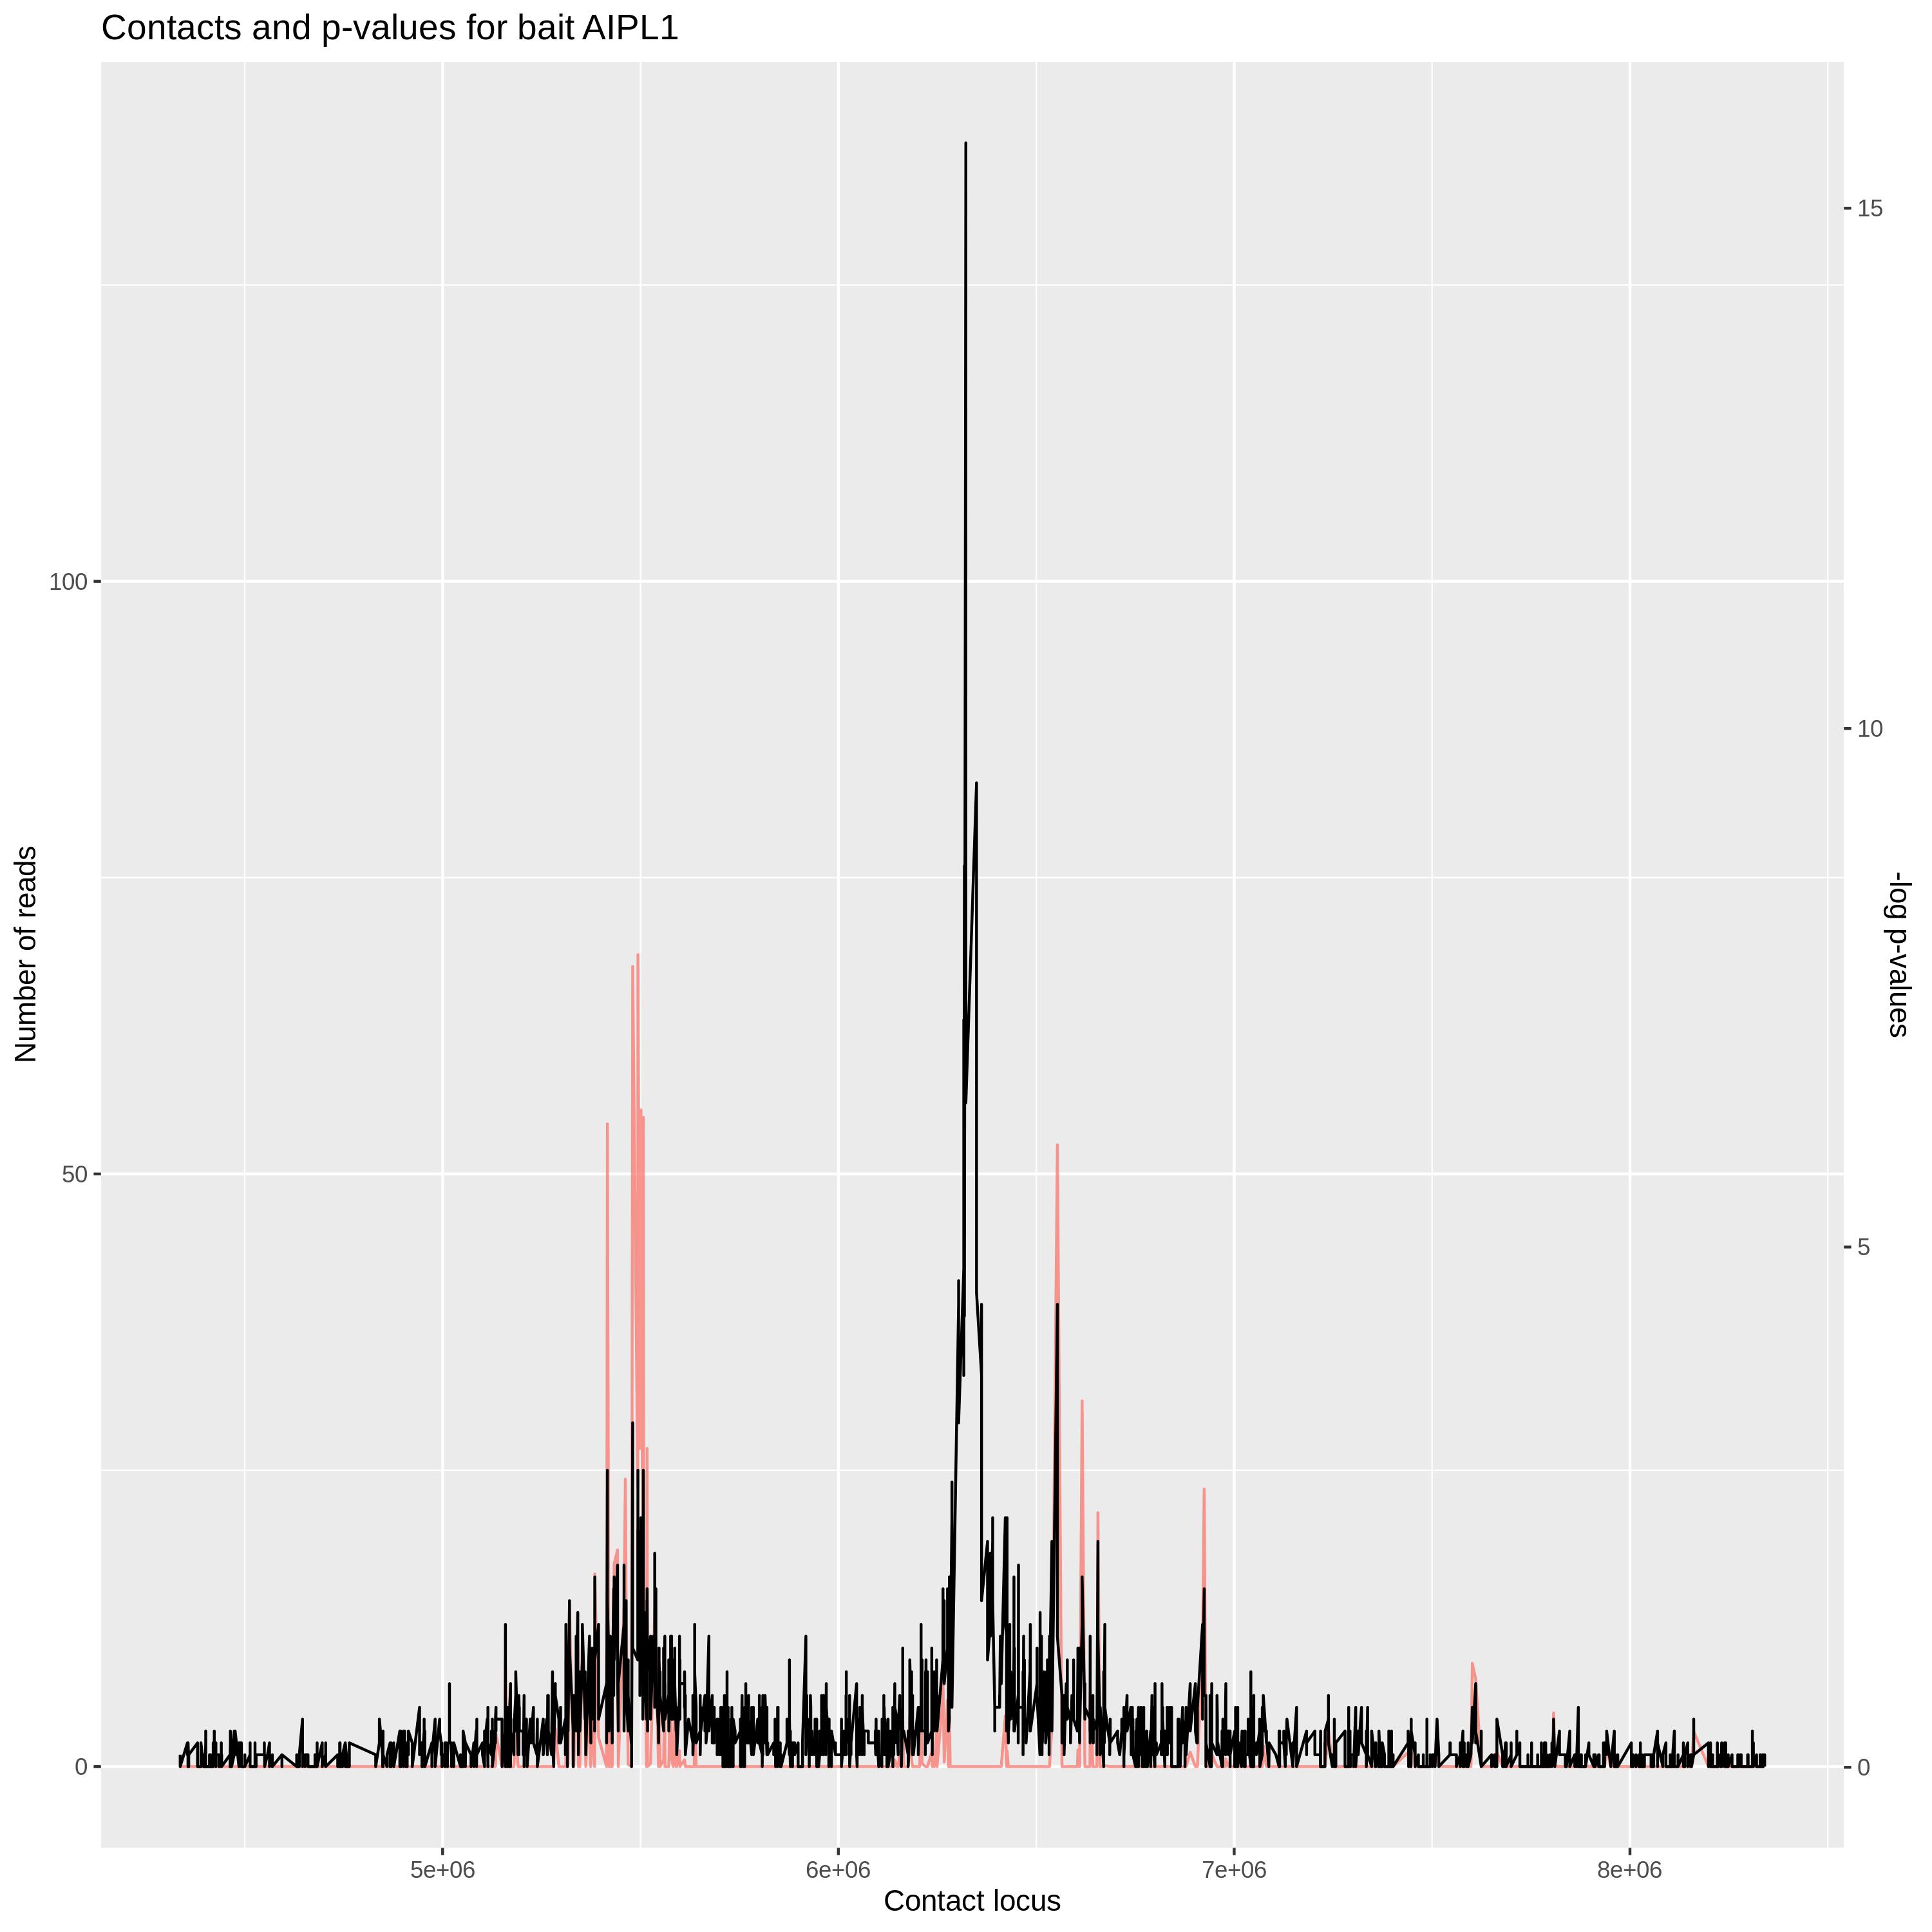 Contacts and p-values for bait AIPL1
Number of reads
100
50
0
15
10
5
0
-log p-values
5e+06
6e+06
7e+06
8e+06
Contact locus